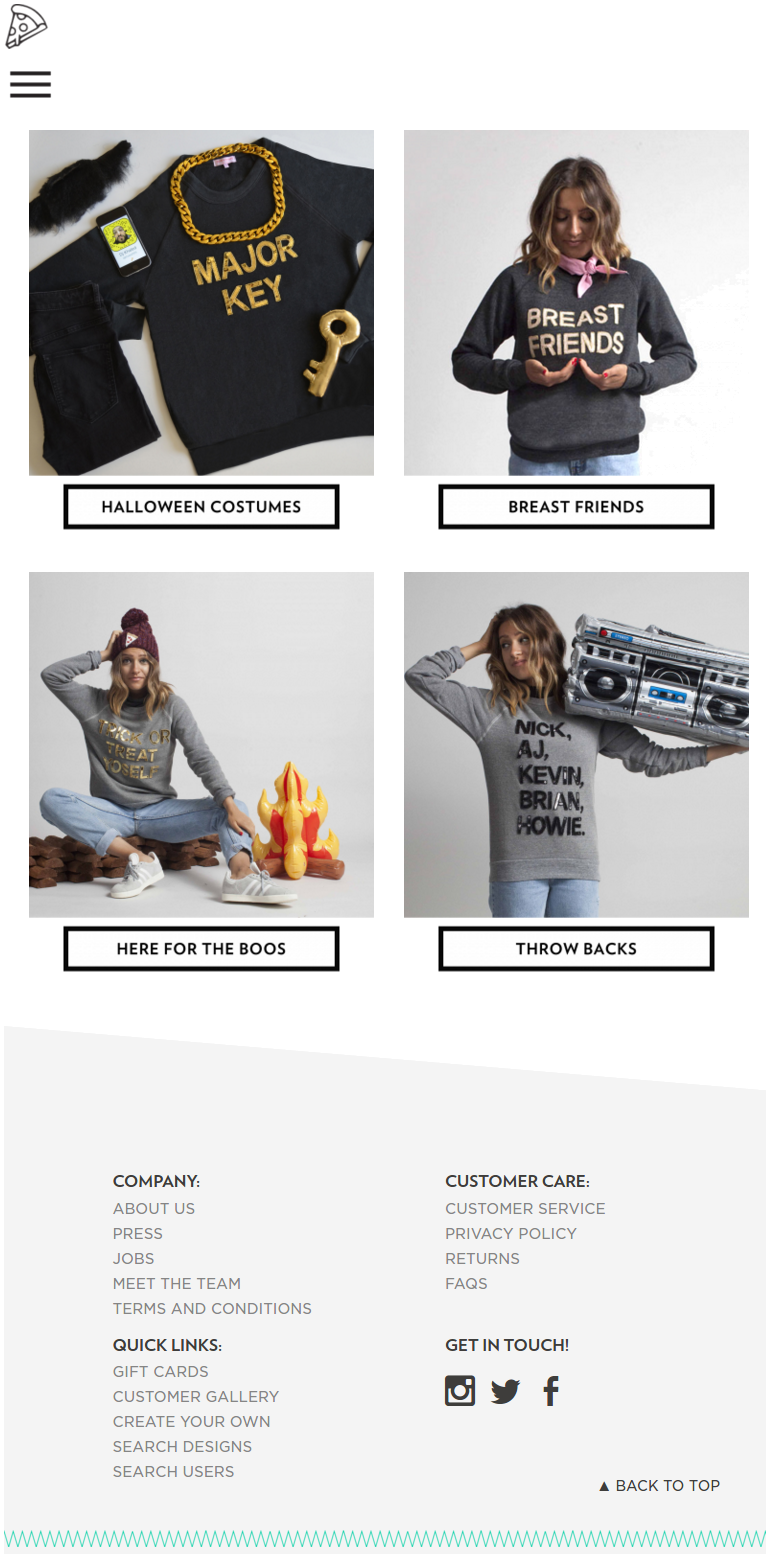 MAJOR
KEY
BREAST
FRIENDS
HALLOWEEN COSTUMES
BREAST FRIENDS
TRICK OR
TREAT
YOSELF
NICK,
AJ,
KEVIN,
BRIAN,
HOWIE.
HERE FOR THE BOOS
THROW BACKS
COMPANY:
ABOUT US
PRESS
JOBS
MEET THE TEAM
TERMS AND CONDITIONS
CUSTOMER CARE:
CUSTOMER SERVICE
PRIVACY POLICY
RETURNS
FAQS
QUICK LINKS:
GIFT CARDS
CUSTOMER GALLERY
CREATE YOUR OWN
SEARCH DESIGNS
SEARCH USERS
GET IN TOUCH!
▲ BACK TO TOP